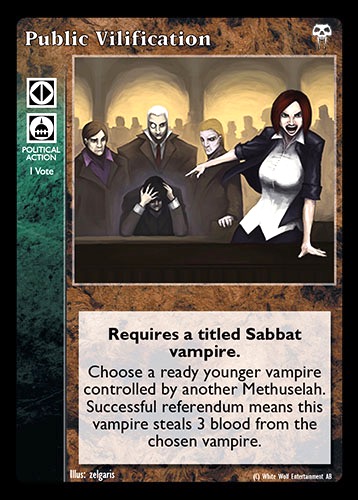 Public Vilification
POLITICAL
ACTION
1 Vote
Requires a titled Sabbat
vampire.
Choose a ready younger vampire
controlled by another Methuselah.
Successful referendum means this
vampire steals 3 blood from the
chosen vampire.
Illus: zelgaris
(C) White Wolf Entertainment AB